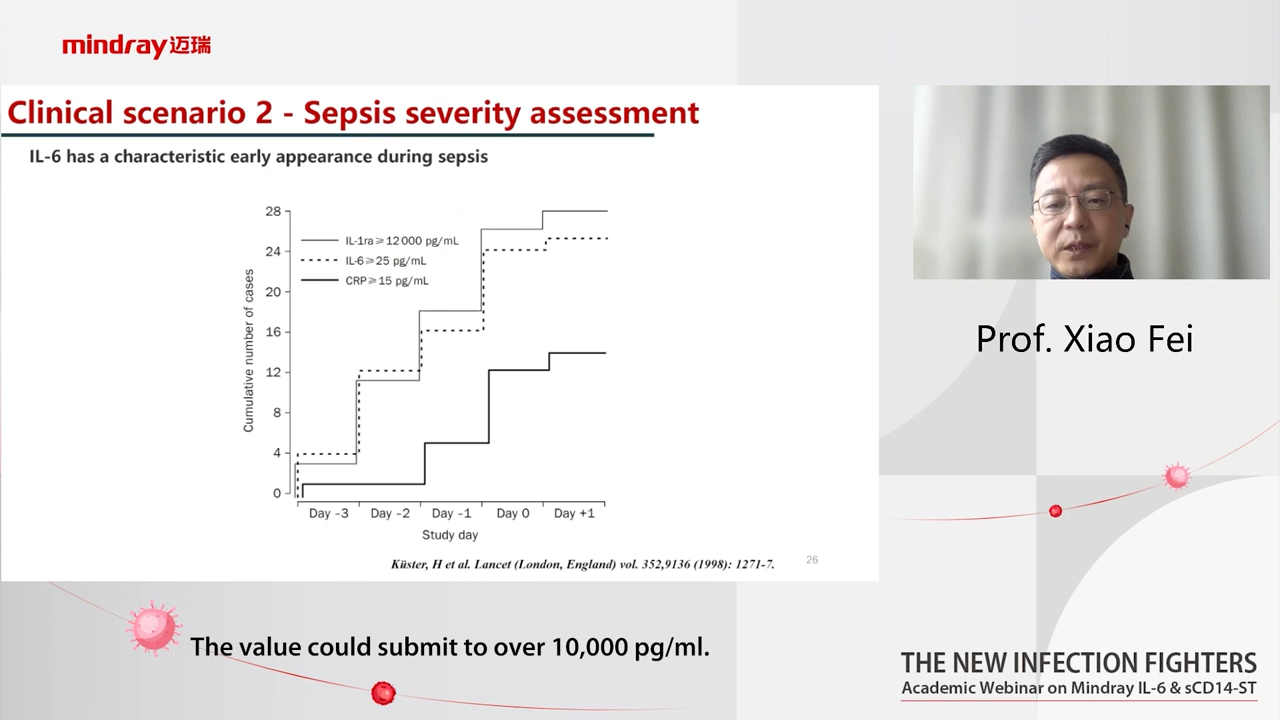 mindray迈瑞
Clinical scenario 2 - Sepsis severity assessment
IL-6 has a characteristic early appearance during sepsis
28
24
20
16
12
8
4
0
Cumulative number of cases
IL-1ra ⩾ 12 000 pg/mL
IL-6 ⩾ 25 pg/mL
CRP ⩾ 15 pg/mL
Day –3 Day –2 Day –1 Day 0 Day +1
Study day
Küster, H et al. Lancet (London, England) vol. 352,9136 (1998): 1271-7.
26
Prof. Xiao Fei
The value could submit to over 10,000 pg/ml.
THE NEW INFECTION FIGHTERS
Academic Webinar on Mindray IL-6 & sCD14-ST